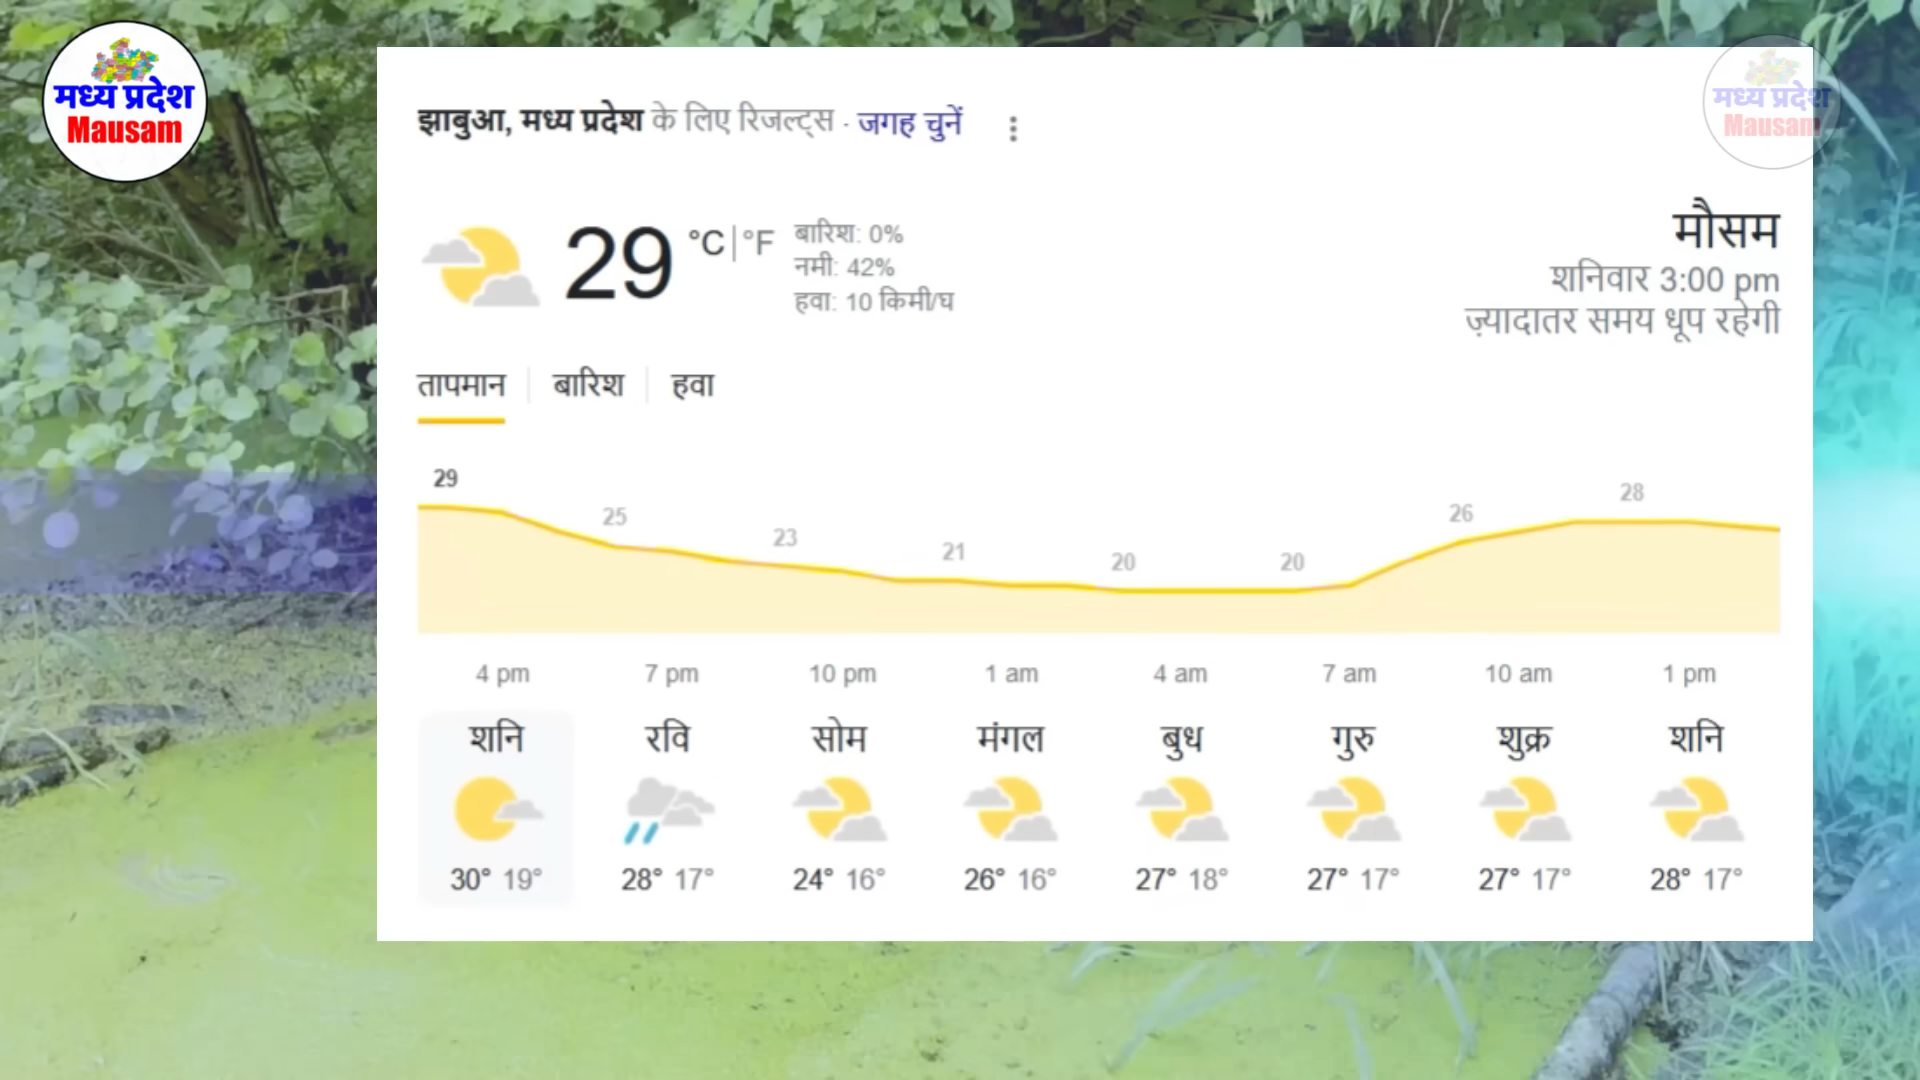 मध्य प्रदेश
Mausam
मध्य प्रदेश
Mausam
झाबुआ, मध्य प्रदेश के लिए रिजल्ट्स · जगह चुनें
29 °C | °F
बारिश: 0%
नमी: 42%
हवा: 10 किमी/घ
मौसम
शनिवार 3:00 pm
ज़्यादातर समय धूप रहेगी
तापमान बारिश हवा
29 25 23 21 20 20 26 28
4 pm 7 pm 10 pm 1 am 4 am 7 am 10 am 1 pm
शनि रवि सोम मंगल बुध गुरु शुक्र शनि
30° 19° 28° 17° 24° 16° 26° 16° 27° 18° 27° 17° 27° 17° 28° 17°